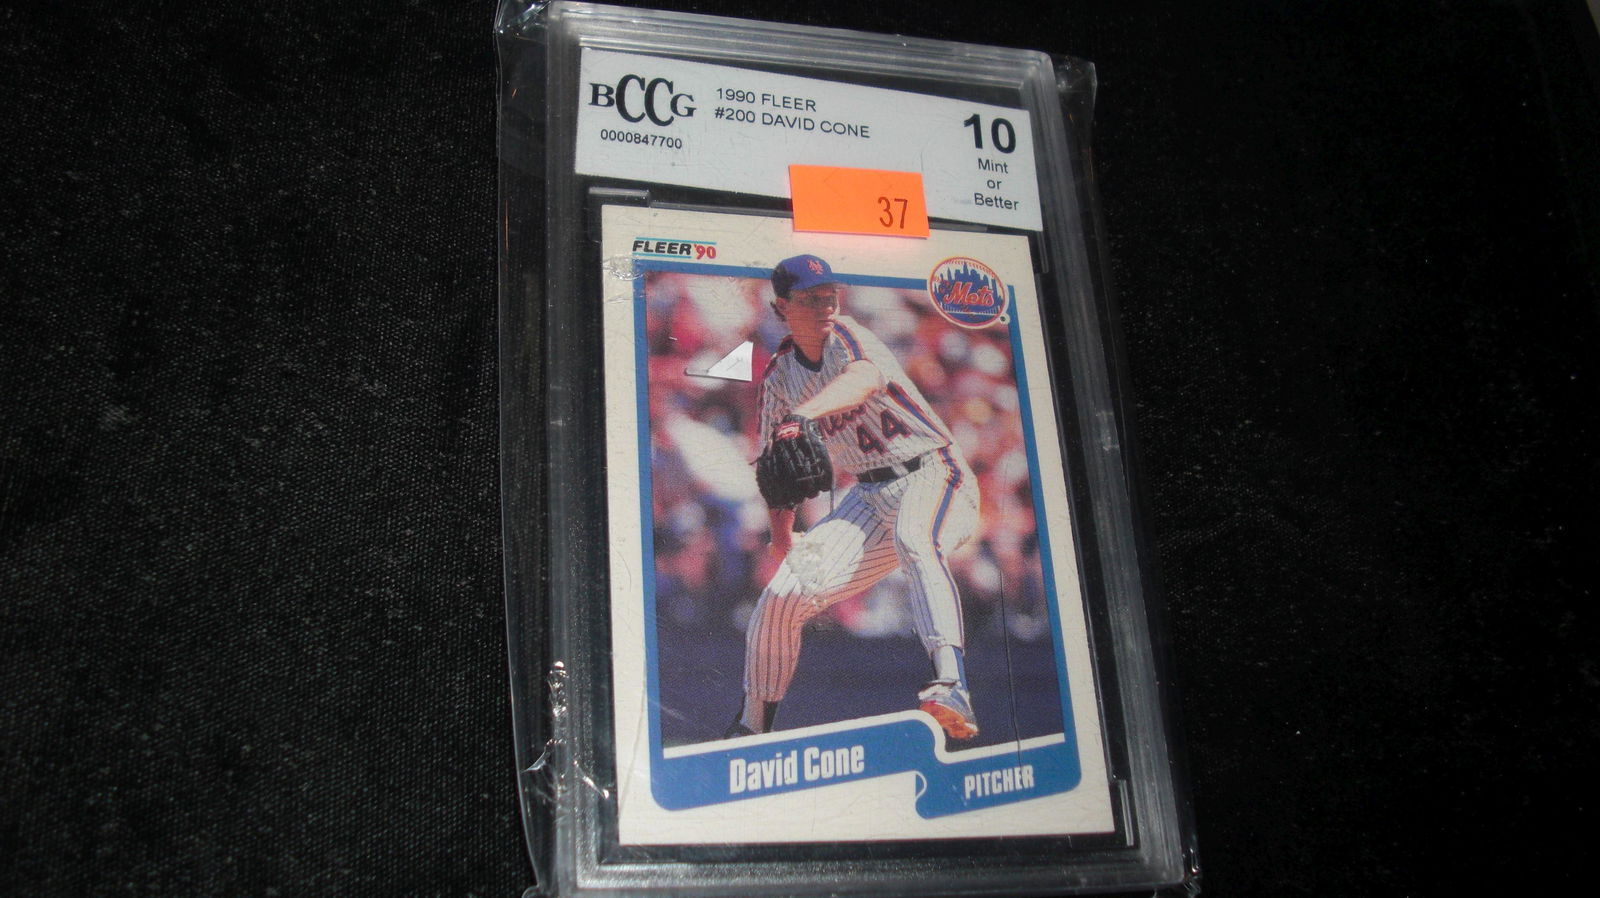 BCCG
0000847700
1990 FLEER
#200 DAVID CONE
10
Mint
or
Better
37
FLEER '90
NY
Mets
44
David Cone
PITCHER